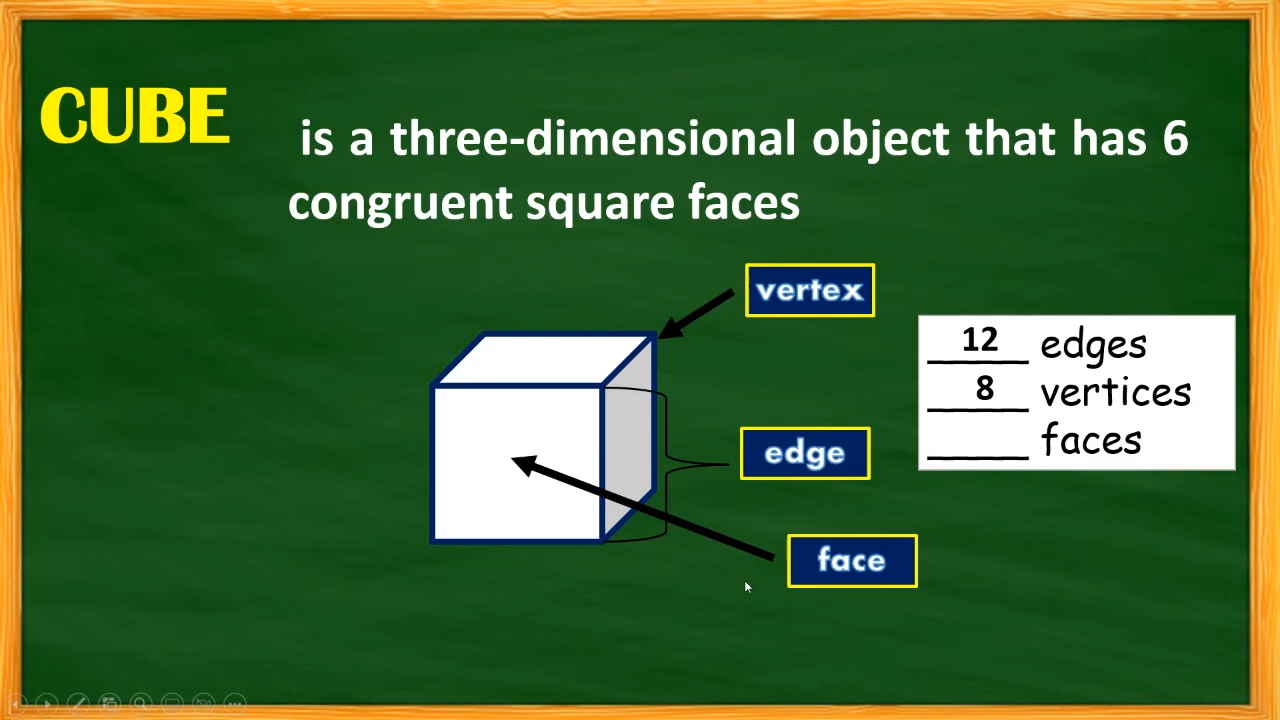 CUBE
is a three-dimensional object that has 6
congruent square faces
vertex
12 edges
8 vertices
______ faces
edge
face